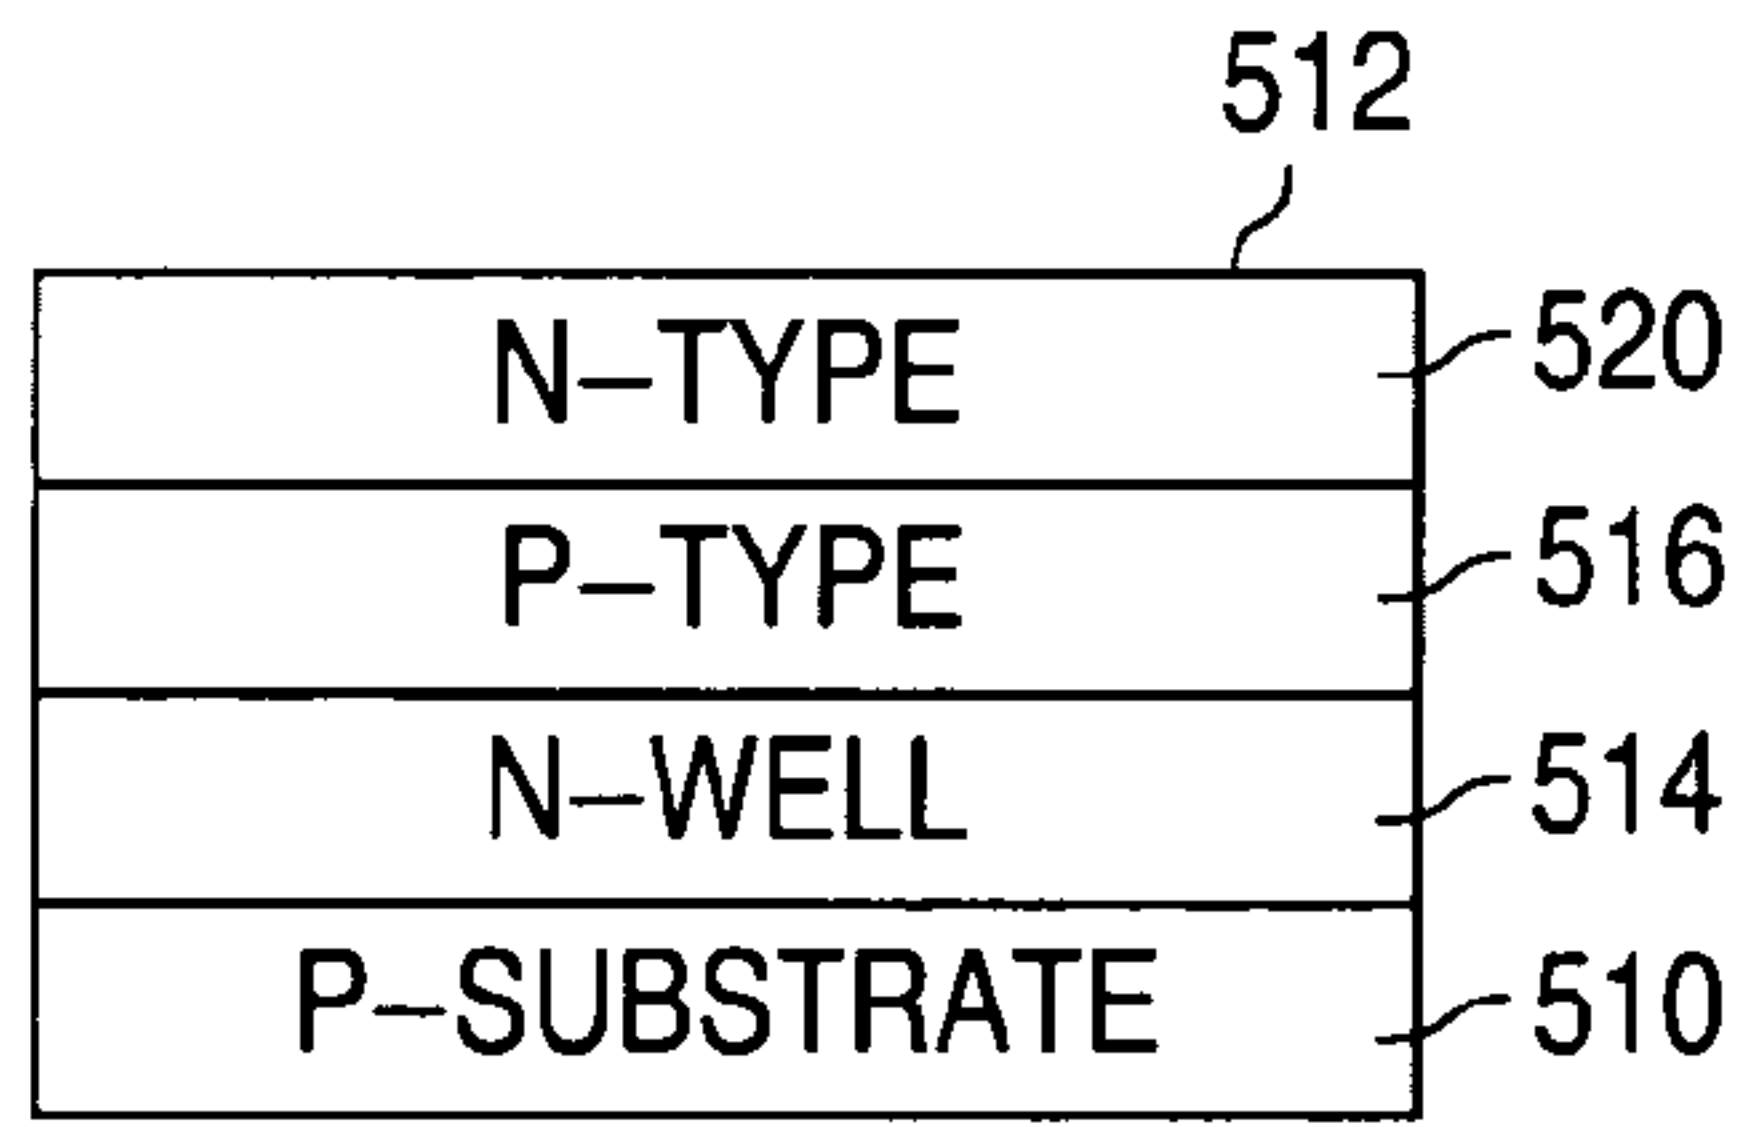 512
N–TYPE 520
P–TYPE 516
N–WELL 514
P–SUBSTRATE 510